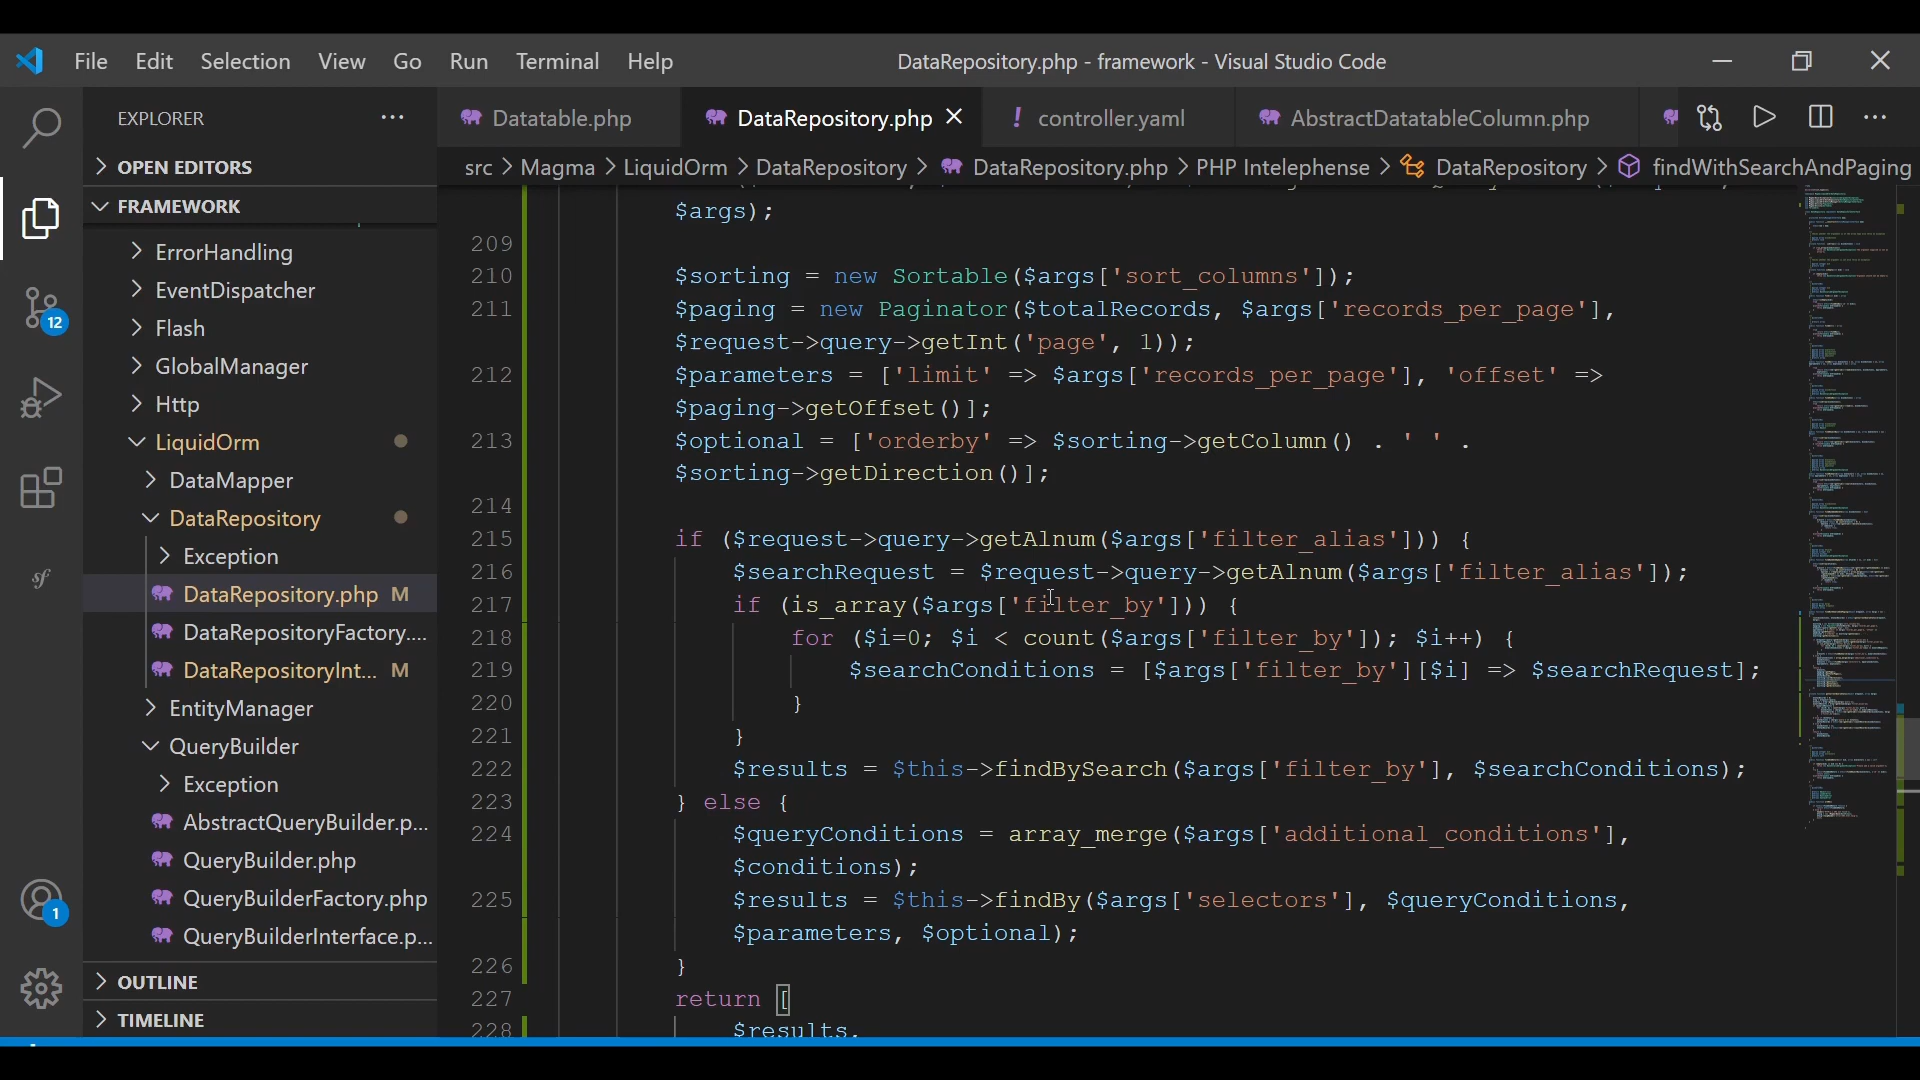 File Edit Selection View Go Run Terminal Help
DataRepository.php - framework - Visual Studio Code
EXPLORER
Datatable.php
DataRepository.php
! controller.yaml
AbstractDatatableColumn.php
OPEN EDITORS
src > Magma > LiquidOrm > DataRepository > DataRepository.php > PHP Intelephense > DataRepository > findWithSearchAndPaging
FRAMEWORK
ErrorHandling
EventDispatcher
Flash
GlobalManager
Http
LiquidOrm
DataMapper
DataRepository
Exception
DataRepository.php M
DataRepositoryFactory....
DataRepositoryInt... M
EntityManager
QueryBuilder
Exception
AbstractQueryBuilder.p...
QueryBuilder.php
QueryBuilderFactory.php
QueryBuilderInterface.p...
OUTLINE
TIMELINE
12
1
$args);
209
210 $sorting = new Sortable($args['sort_columns']);
211 $paging = new Paginator($totalRecords, $args['records_per_page'],
$request->query->getInt('page', 1));
212 $parameters = ['limit' => $args['records_per_page'], 'offset' =>
$paging->getOffset()];
213 $optional = ['orderby' => $sorting->getColumn() . ' ' .
$sorting->getDirection()];
214
215 if ($request->query->getAlnum($args['filter_alias'])) {
216 $searchRequest = $request->query->getAlnum($args['filter_alias']);
217 if (is_array($args['filter_by'])) {
218 for ($i=0; $i < count($args['filter_by']); $i++) {
219 $searchConditions = [$args['filter_by'][$i] => $searchRequest];
220 }
221 }
222 $results = $this->findBySearch($args['filter_by'], $searchConditions);
223 } else {
224 $queryConditions = array_merge($args['additional_conditions'],
$conditions);
225 $results = $this->findBy($args['selectors'], $queryConditions,
$parameters, $optional);
226 }
227 return [
228 $results,